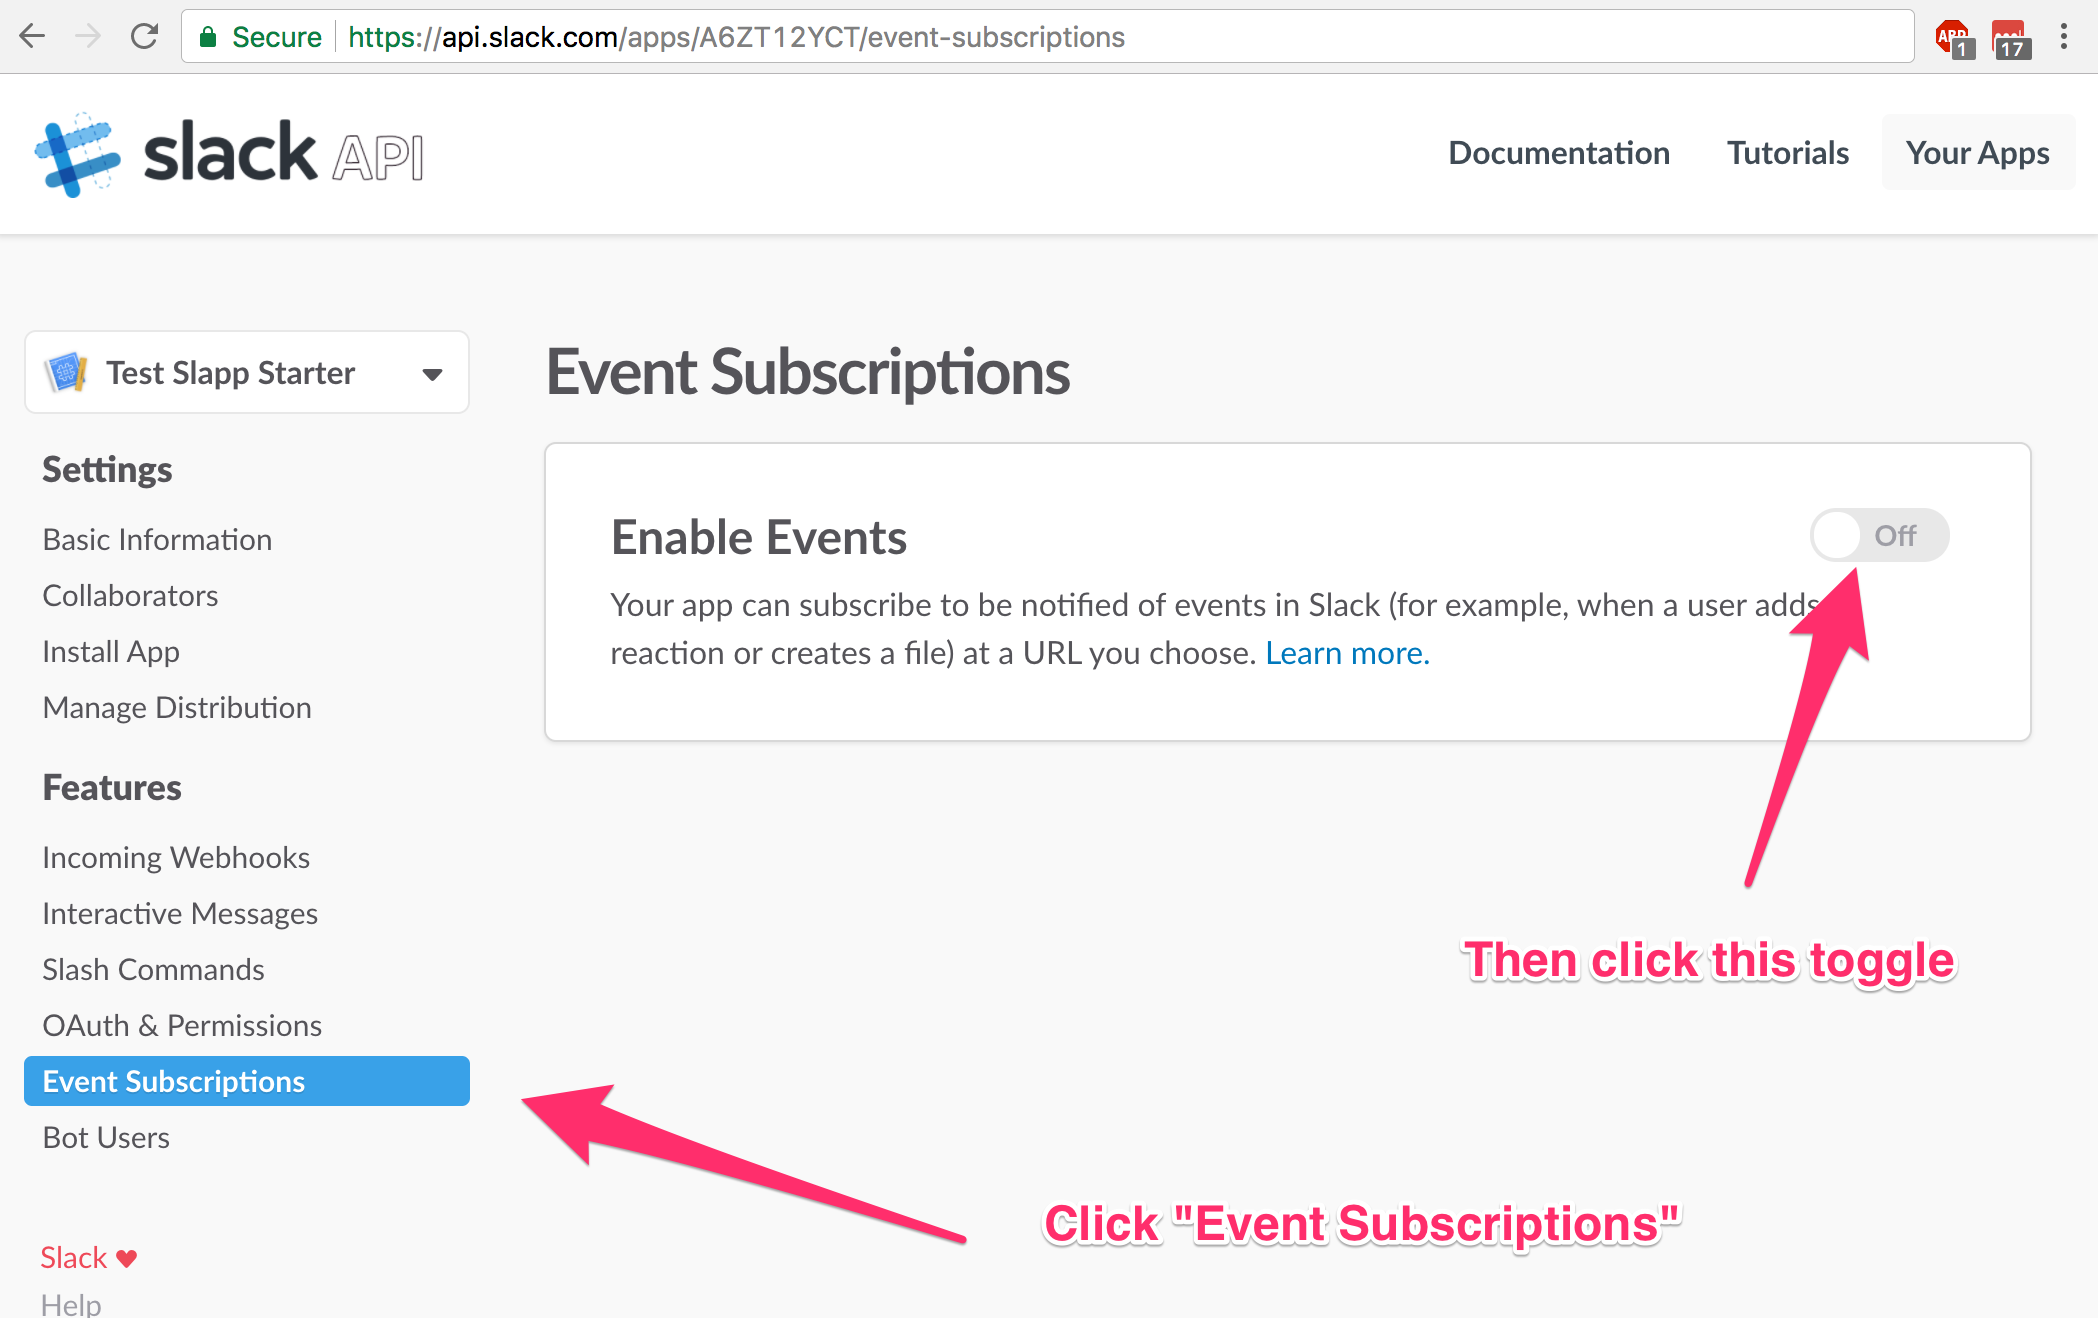 Secure https://api.slack.com/apps/A6ZT12YCT/event-subscriptions
ABP 1 17
slack API
Documentation Tutorials Your Apps
Test Slapp Starter
Settings
Basic Information
Collaborators
Install App
Manage Distribution
Features
Incoming Webhooks
Interactive Messages
Slash Commands
OAuth & Permissions
Event Subscriptions
Bot Users
Slack ♥
Help
Event Subscriptions
Enable Events
Off
Your app can subscribe to be notified of events in Slack (for example, when a user adds
reaction or creates a file) at a URL you choose. Learn more.
Then click this toggle
Click "Event Subscriptions"